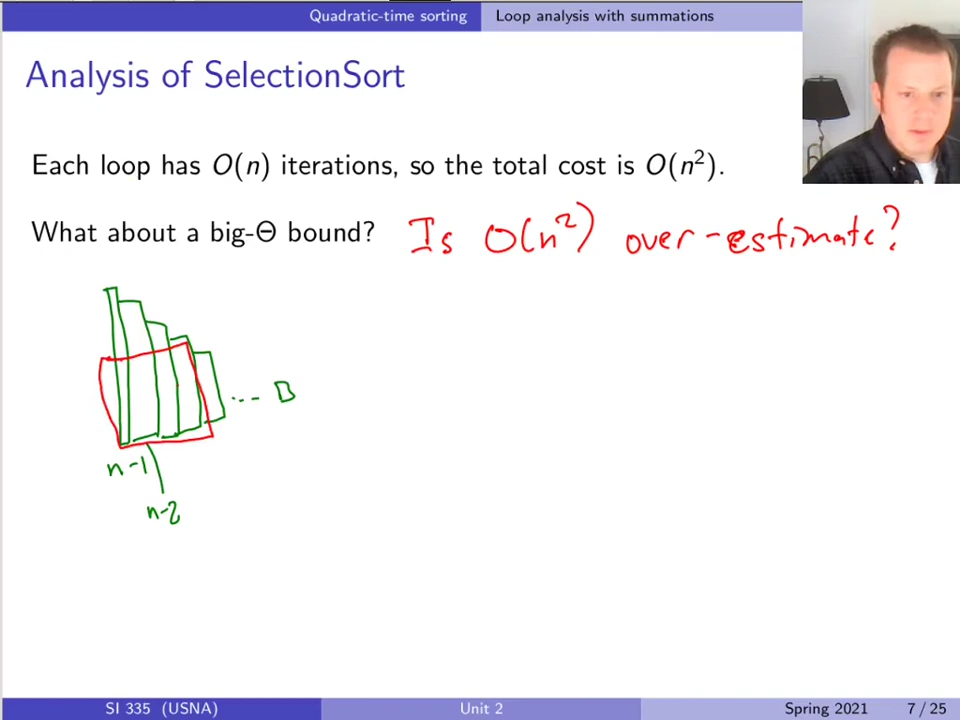 Quadratic-time sorting Loop analysis with summations
Analysis of SelectionSort
Each loop has O(n) iterations, so the total cost is O(n²).
What about a big-Θ bound? Is O(n²) over-estimate?
n-1
n-2
SI 335 (USNA) Unit 2 Spring 2021 7 / 25